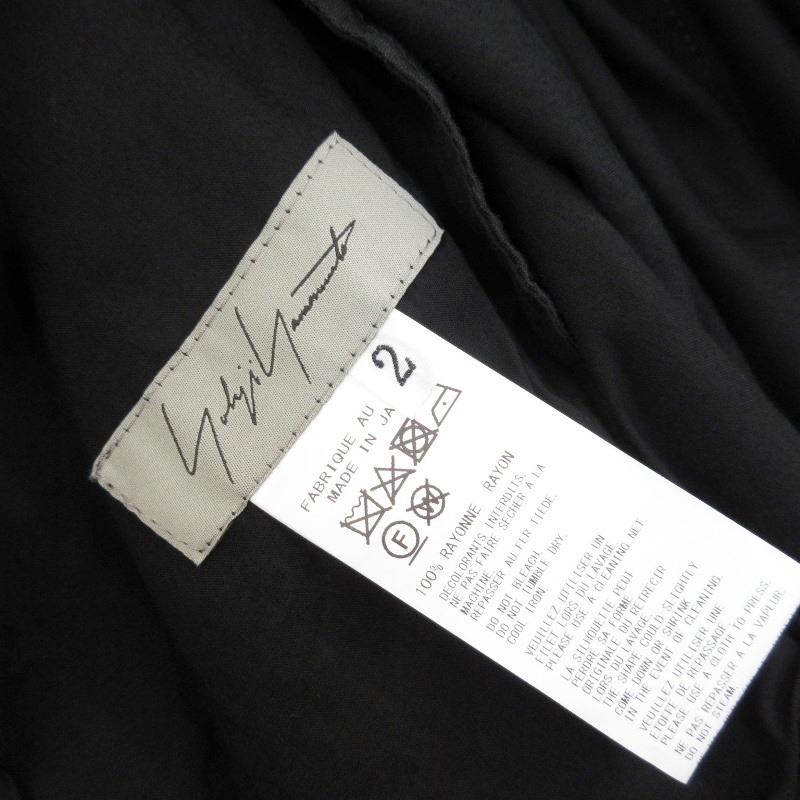 Yohji Yamamoto
2
FABRIQUE AU
MADE IN JA
F
W
100% RAYONNE RAYON
DECOLORANTS INTERDITS.
NE PAS FAIRE SECHER A LA
MACHINE.
REPASSER AU FER TIEDE.
DO NOT BLEACH.
DO NOT TUMBLE DRY.
COOL IRON.
VEUILLEZ UTILISER UN
FILET LORS DU LAVAGE.
PLEASE USE A CLEANING NET.
LA SILHOUETTE PEUT
PERDRE SA FORME
ORIGINALE OU RETRECIR
LORS DU LAVAGE.
THE SHAPE COULD SLIGHTLY
COME DOWN OR SHRINK
IN THE EVENT OF CLEANING.
VEUILLEZ UTILISER UNE
ETOFFE DE REPASSAGE.
PLEASE USE A CLOTH TO PRESS.
NE PAS REPASSER A LA VAPEUR.
DO NOT STEAM.